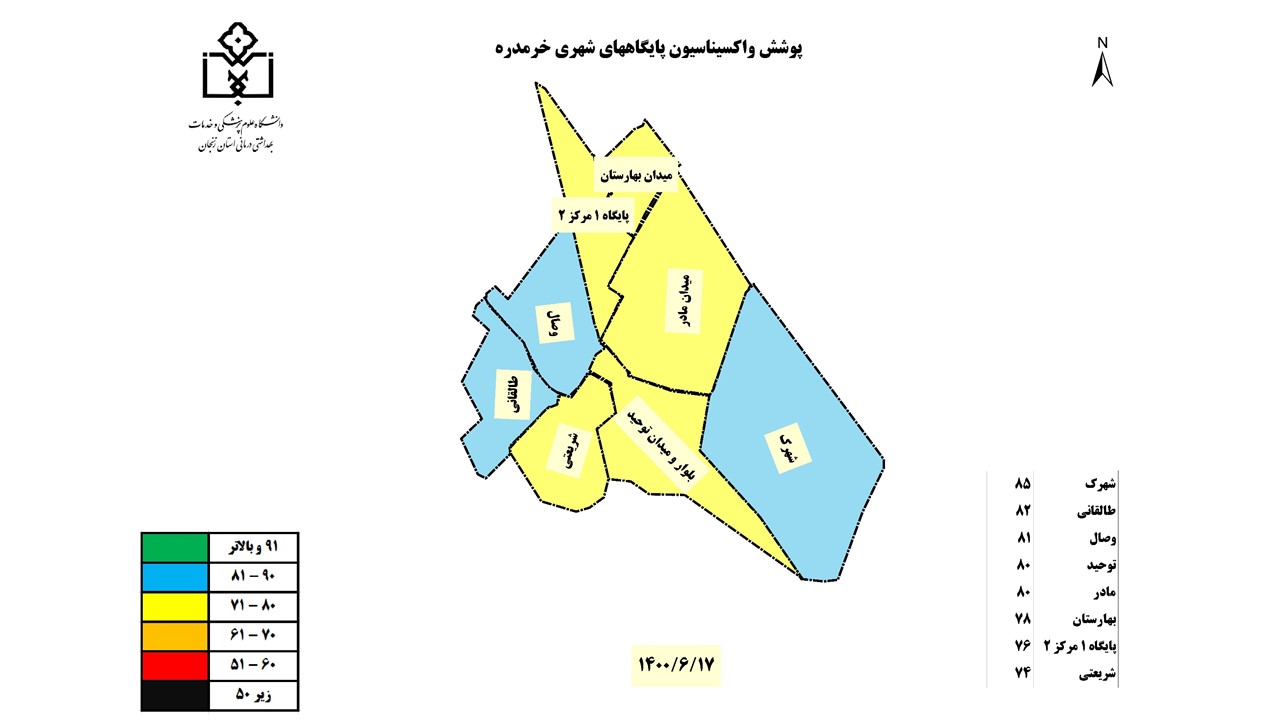 پوشش واکسیناسیون پایگاههای شهری خرمدره
N
دانشگاه علوم پزشکی و خدمات
بهداشتی درمانی استان زنجان
میدان بهارستان
پایگاه ۱ مرکز ۲
میدان مادر
وصال
طالقانی
شریعتی
بلوار و میدان توحید
شهرک
شهرک ۸۵
طالقانی ۸۲
وصال ۸۱
توحید ۸۰
مادر ۸۰
بهارستان ۷۸
پایگاه ۱ مرکز ۲ ۷۶
شریعتی ۷۴
۹۱ و بالاتر
۸۱ – ۹۰
۷۱ – ۸۰
۶۱ – ۷۰
۵۱ – ۶۰
زیر ۵۰
۱۴۰۰/۶/۱۷